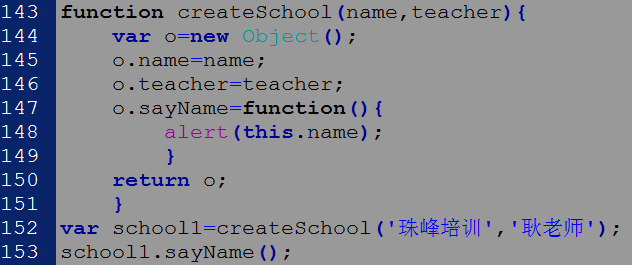 143 function createSchool(name,teacher){
144     var o=new Object();
145     o.name=name;
146     o.teacher=teacher;
147     o.sayName=function(){
148         alert(this.name);
149         }
150     return o;
151     }
152 var school1=createSchool('珠峰培训','耿老师');
153 school1.sayName();